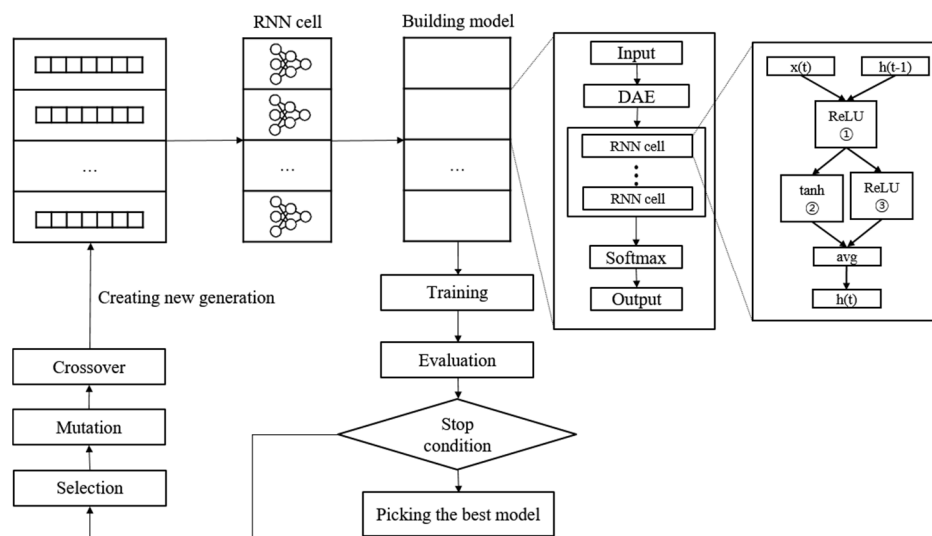 RNN cell
Building model
...
...
...
Creating new generation
Crossover
Mutation
Selection
Training
Evaluation
Stop
condition
Picking the best model
Input
DAE
RNN cell
⋮
RNN cell
Softmax
Output
x(t)
h(t-1)
ReLU
①
tanh
②
ReLU
③
avg
h(t)